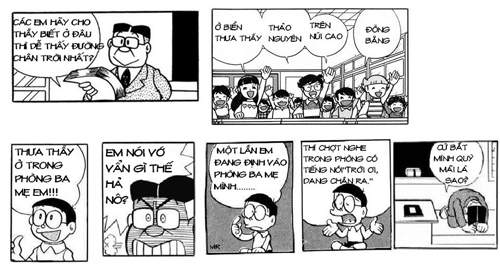 CÁC EM HÃY CHO
THẦY BIẾT Ở ĐÂU
THÌ DỄ THẤY ĐƯỜNG
CHÂN TRỜI NHẤT?
Ở BIỂN
THƯA THẦY
THẢO
NGUYÊN
TRÊN
NÚI CAO
ĐỒNG
BẰNG
THƯA THẦY
Ở TRONG
PHÒNG BA
MẸ EM!!!
EM NÓI VỚ
VẨN GÌ THẾ
HẢ
NÔ?
MỘT LẦN EM
ĐANG ĐỊNH VÀO
PHÒNG BA MẸ
MÌNH........
MR
THÌ CHỢT NGHE
TRONG PHÒNG CÓ
TIẾNG NÓI"TRỜI ƠI,
DANG CHÂN RA."
CỨ BẮT
MÌNH QUỲ
MÃI LÀ
SAO?